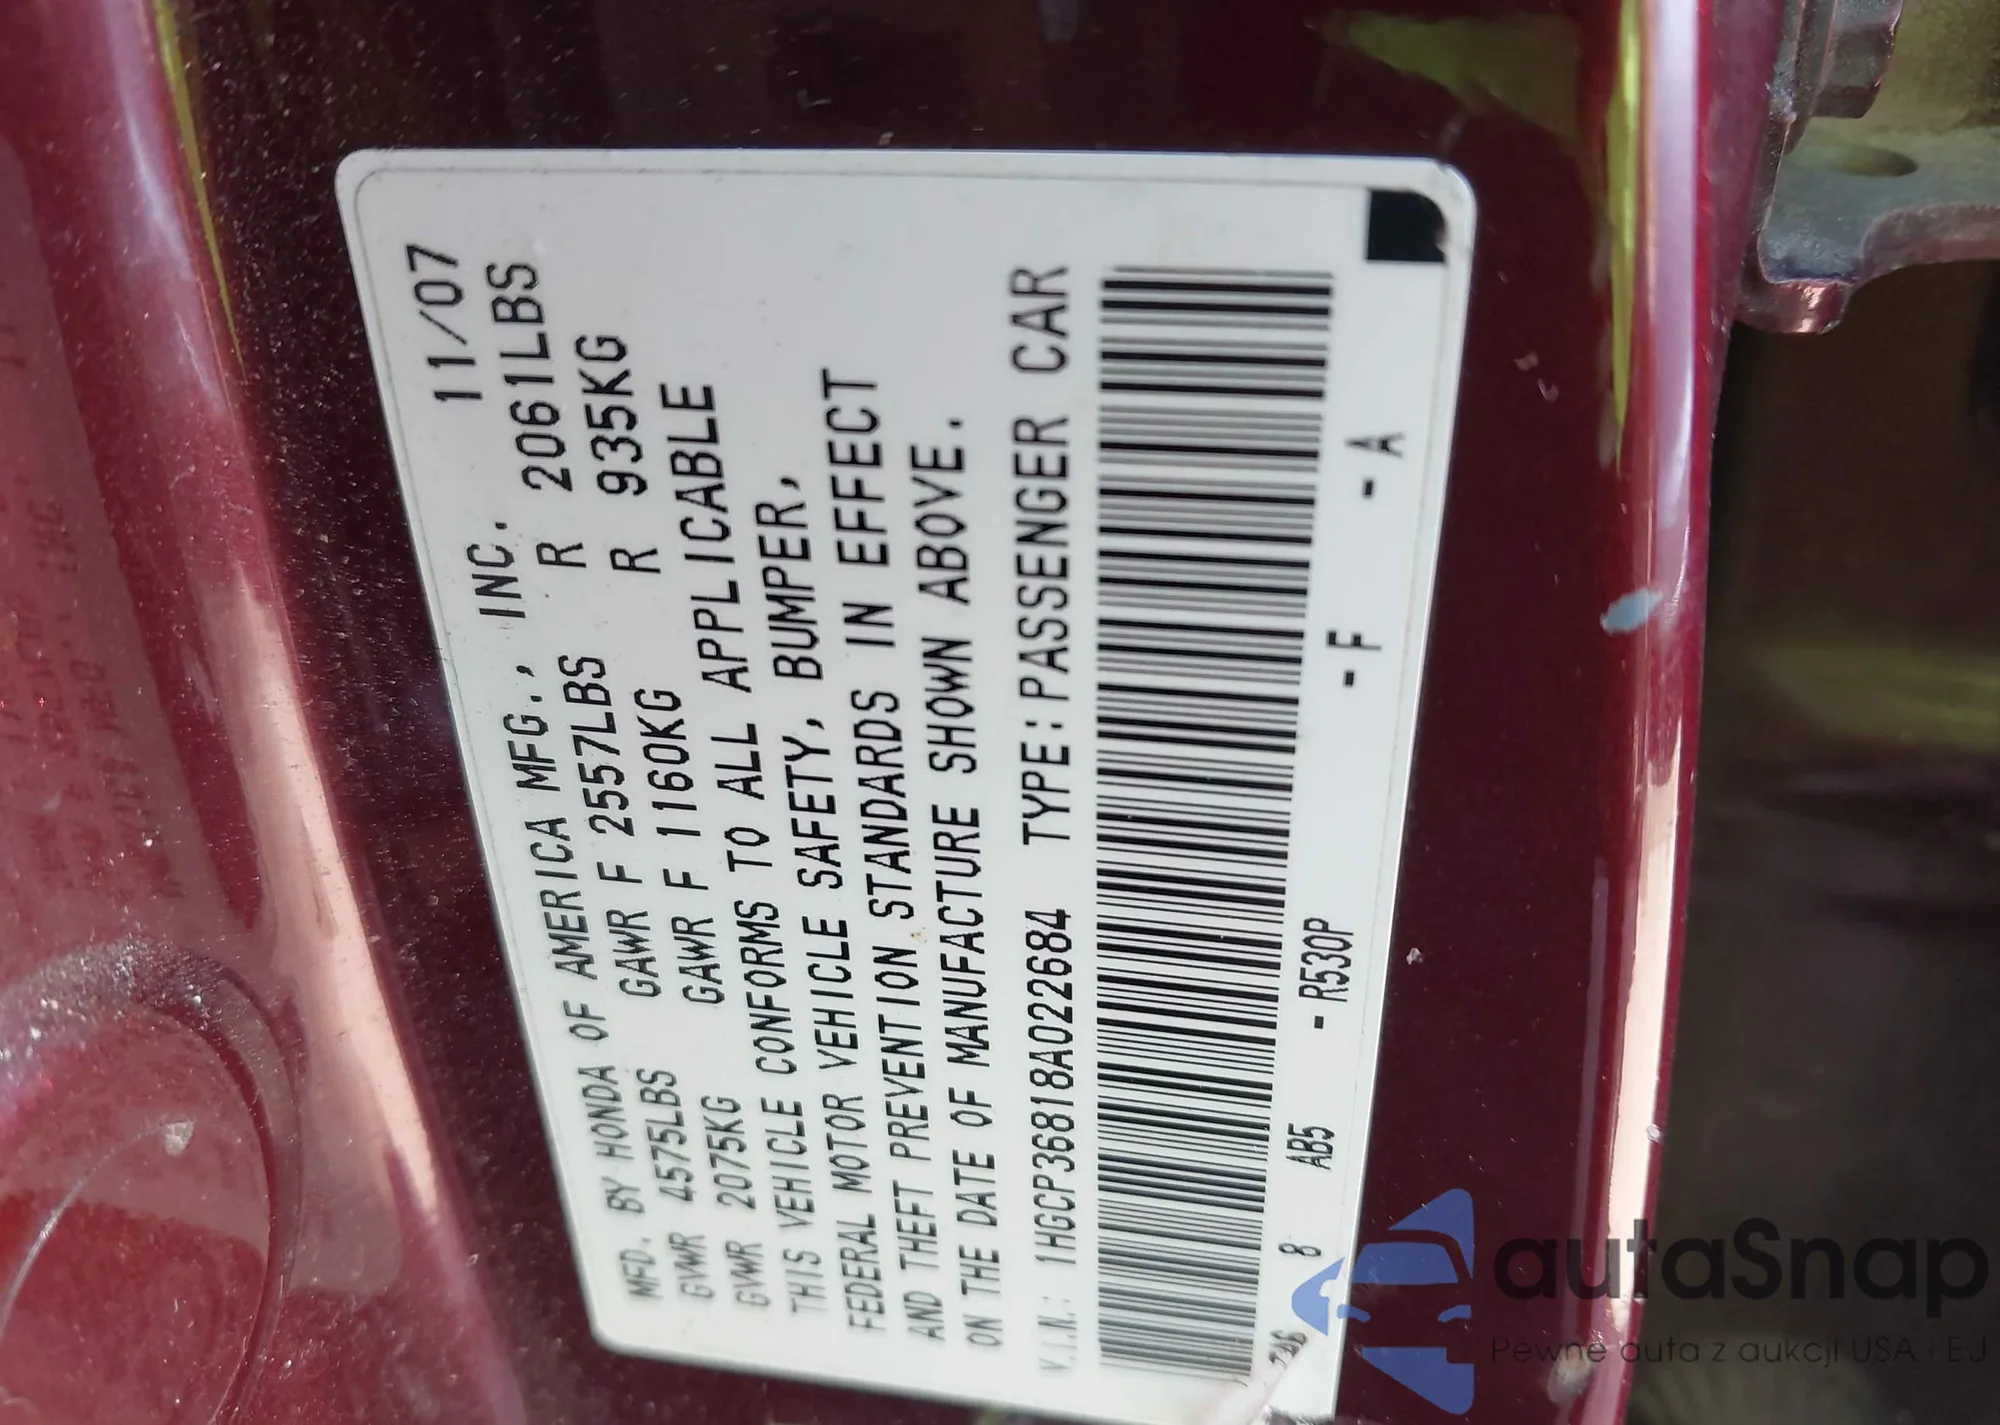 11/07
MFD. BY HONDA OF AMERICA MFG., INC.
GVWR 4575LBS GAWR F 2557LBS R 2061LBS
GVWR 2075KG GAWR F 1160KG R 935KG
THIS VEHICLE CONFORMS TO ALL APPLICABLE
FEDERAL MOTOR VEHICLE SAFETY, BUMPER,
AND THEFT PREVENTION STANDARDS IN EFFECT
ON THE DATE OF MANUFACTURE SHOWN ABOVE.
V.I.N.: 1HGCP36818A022684 TYPE:PASSENGER CAR
8 AB5 - R530P - F - A
autaSnap
Pewne auta z aukcji USA i EU